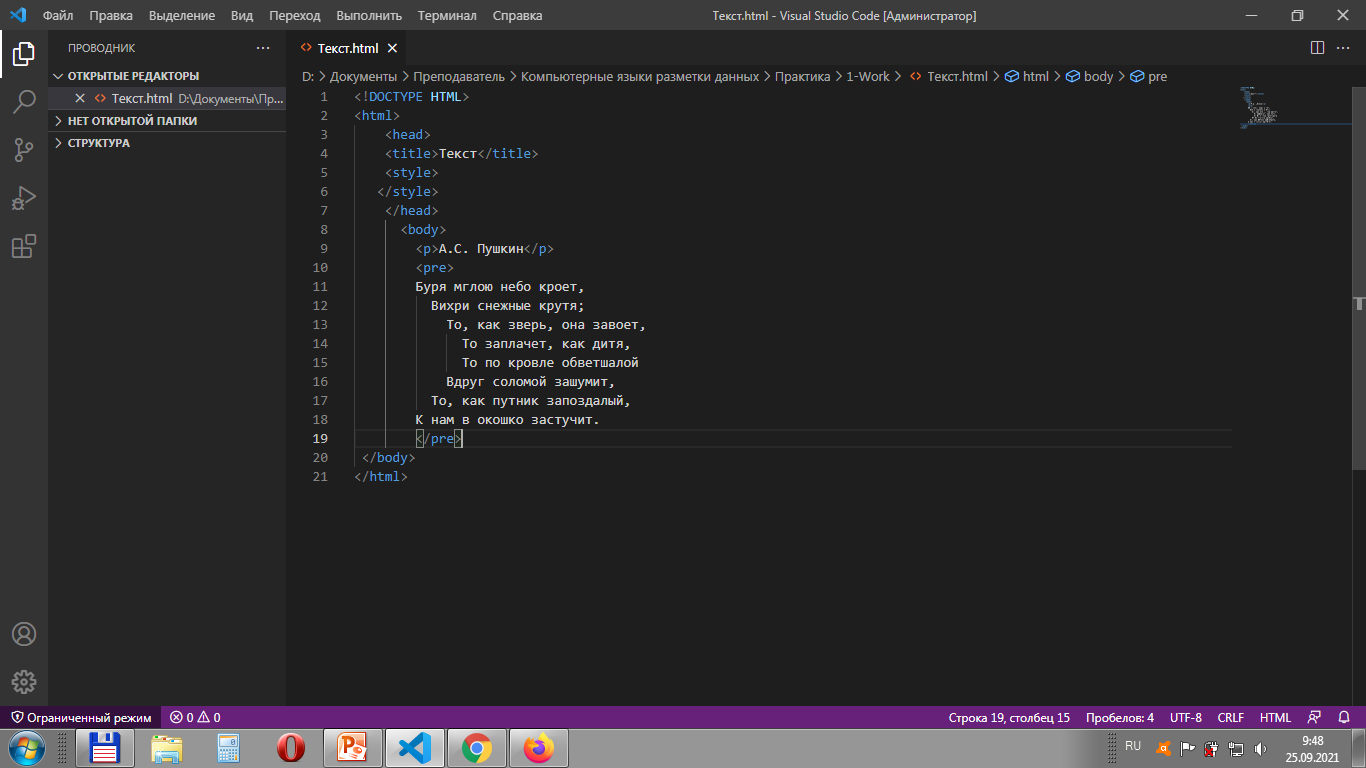 Файл Правка Выделение Вид Переход Выполнить Терминал Справка
Текст.html - Visual Studio Code [Администратор]
ПРОВОДНИК
ОТКРЫТЫЕ РЕДАКТОРЫ
Текст.html D:\Документы\Пр...
НЕТ ОТКРЫТОЙ ПАПКИ
СТРУКТУРА
Текст.html
D: > Документы > Преподаватель > Компьютерные языки разметки данных > Практика > 1-Work > Текст.html > html > body > pre
1 <!DOCTYPE HTML>
2 <html>
3 <head>
4 <title>Текст</title>
5 <style>
6 </style>
7 </head>
8 <body>
9 <p>А.С. Пушкин</p>
10 <pre>
11 Буря мглою небо кроет,
12 Вихри снежные крутя;
13 То, как зверь, она завоет,
14 То заплачет, как дитя,
15 То по кровле обветшалой
16 Вдруг соломой зашумит,
17 То, как путник запоздалый,
18 К нам в окошко застучит.
19 </pre>
20 </body>
21 </html>
Ограниченный режим 0 0
Строка 19, столбец 15 Пробелов: 4 UTF-8 CRLF HTML
RU
9:48
25.09.2021